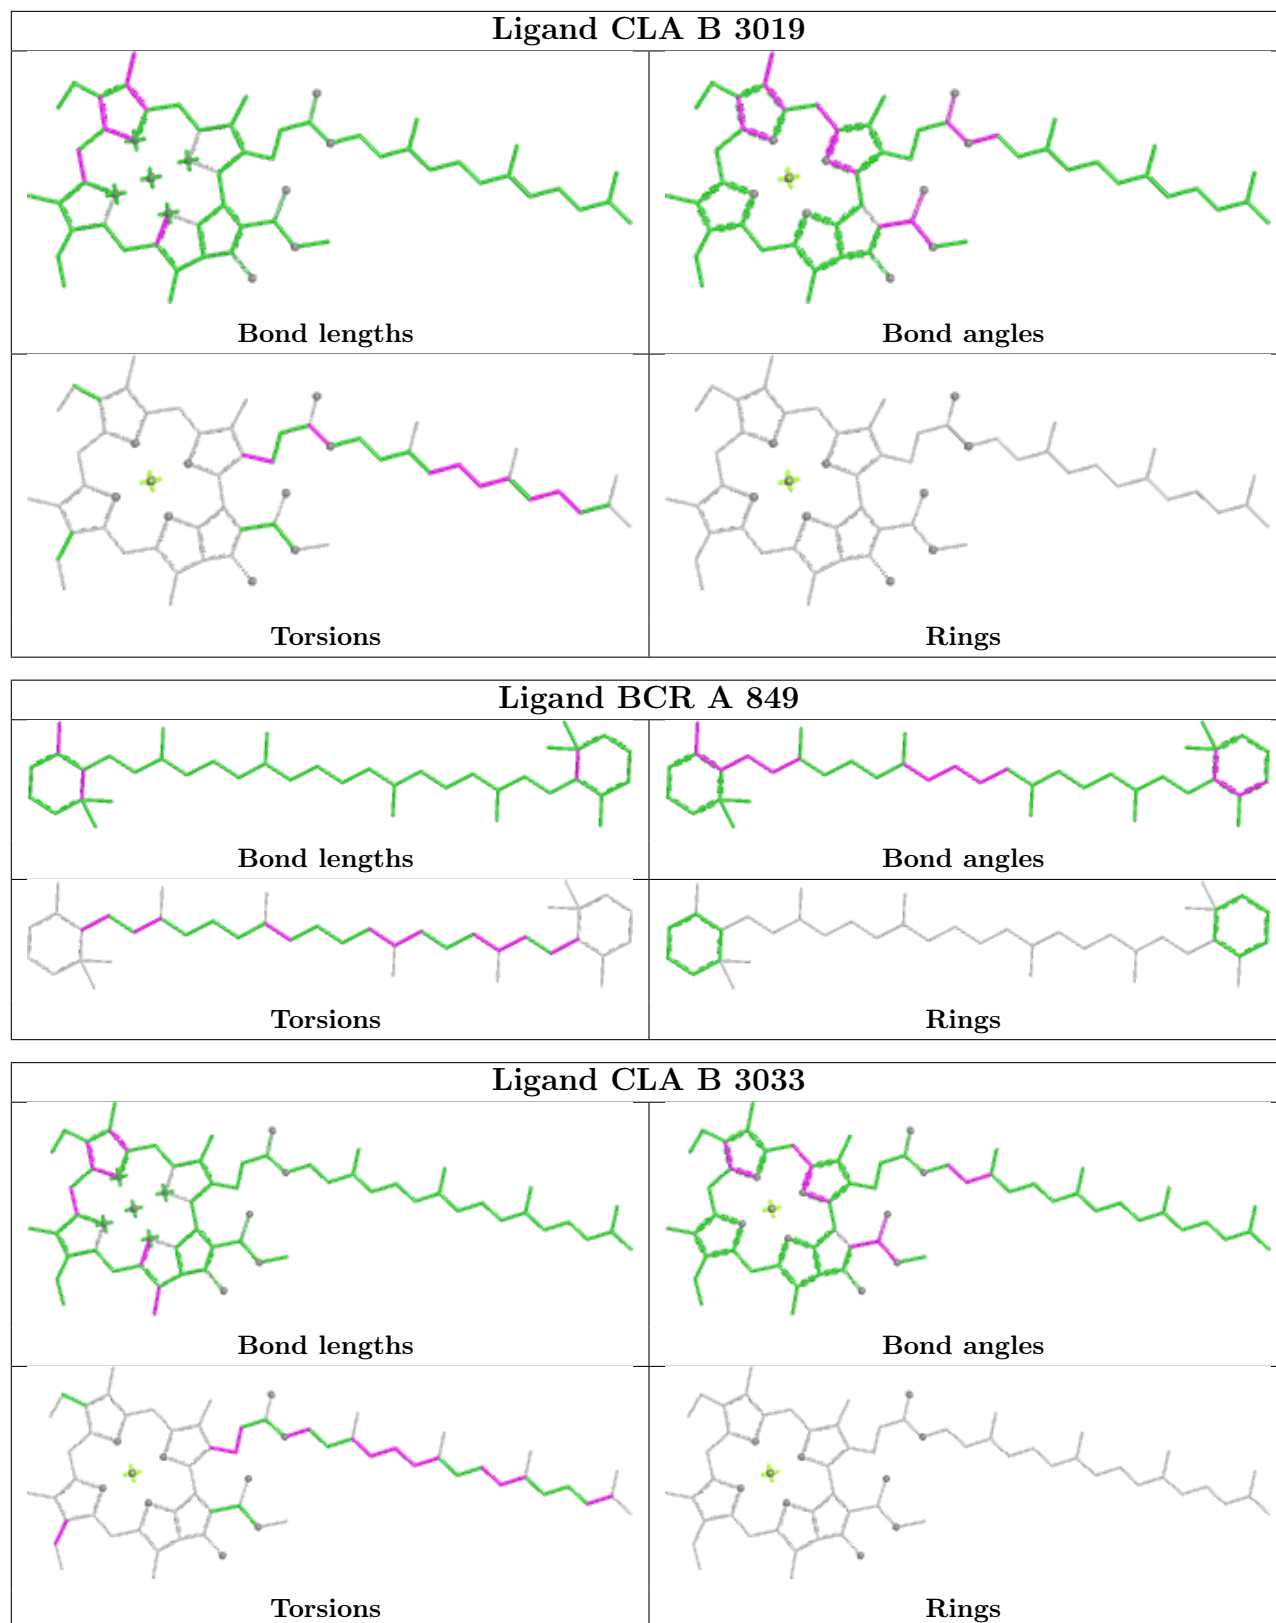 Ligand CLA B 3019
Bond lengths
Bond angles
Torsions
Rings
Ligand BCR A 849
Bond lengths
Bond angles
Torsions
Rings
Ligand CLA B 3033
Bond lengths
Bond angles
Torsions
Rings